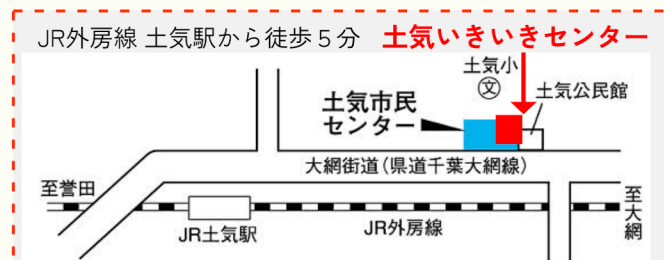 JR外房線 土気駅から徒歩５分　土気いきいきセンター
土気小
文
土気公民館
土気市民
センター
大網街道(県道千葉大網線)
至誉田
至大網
JR土気駅
JR外房線